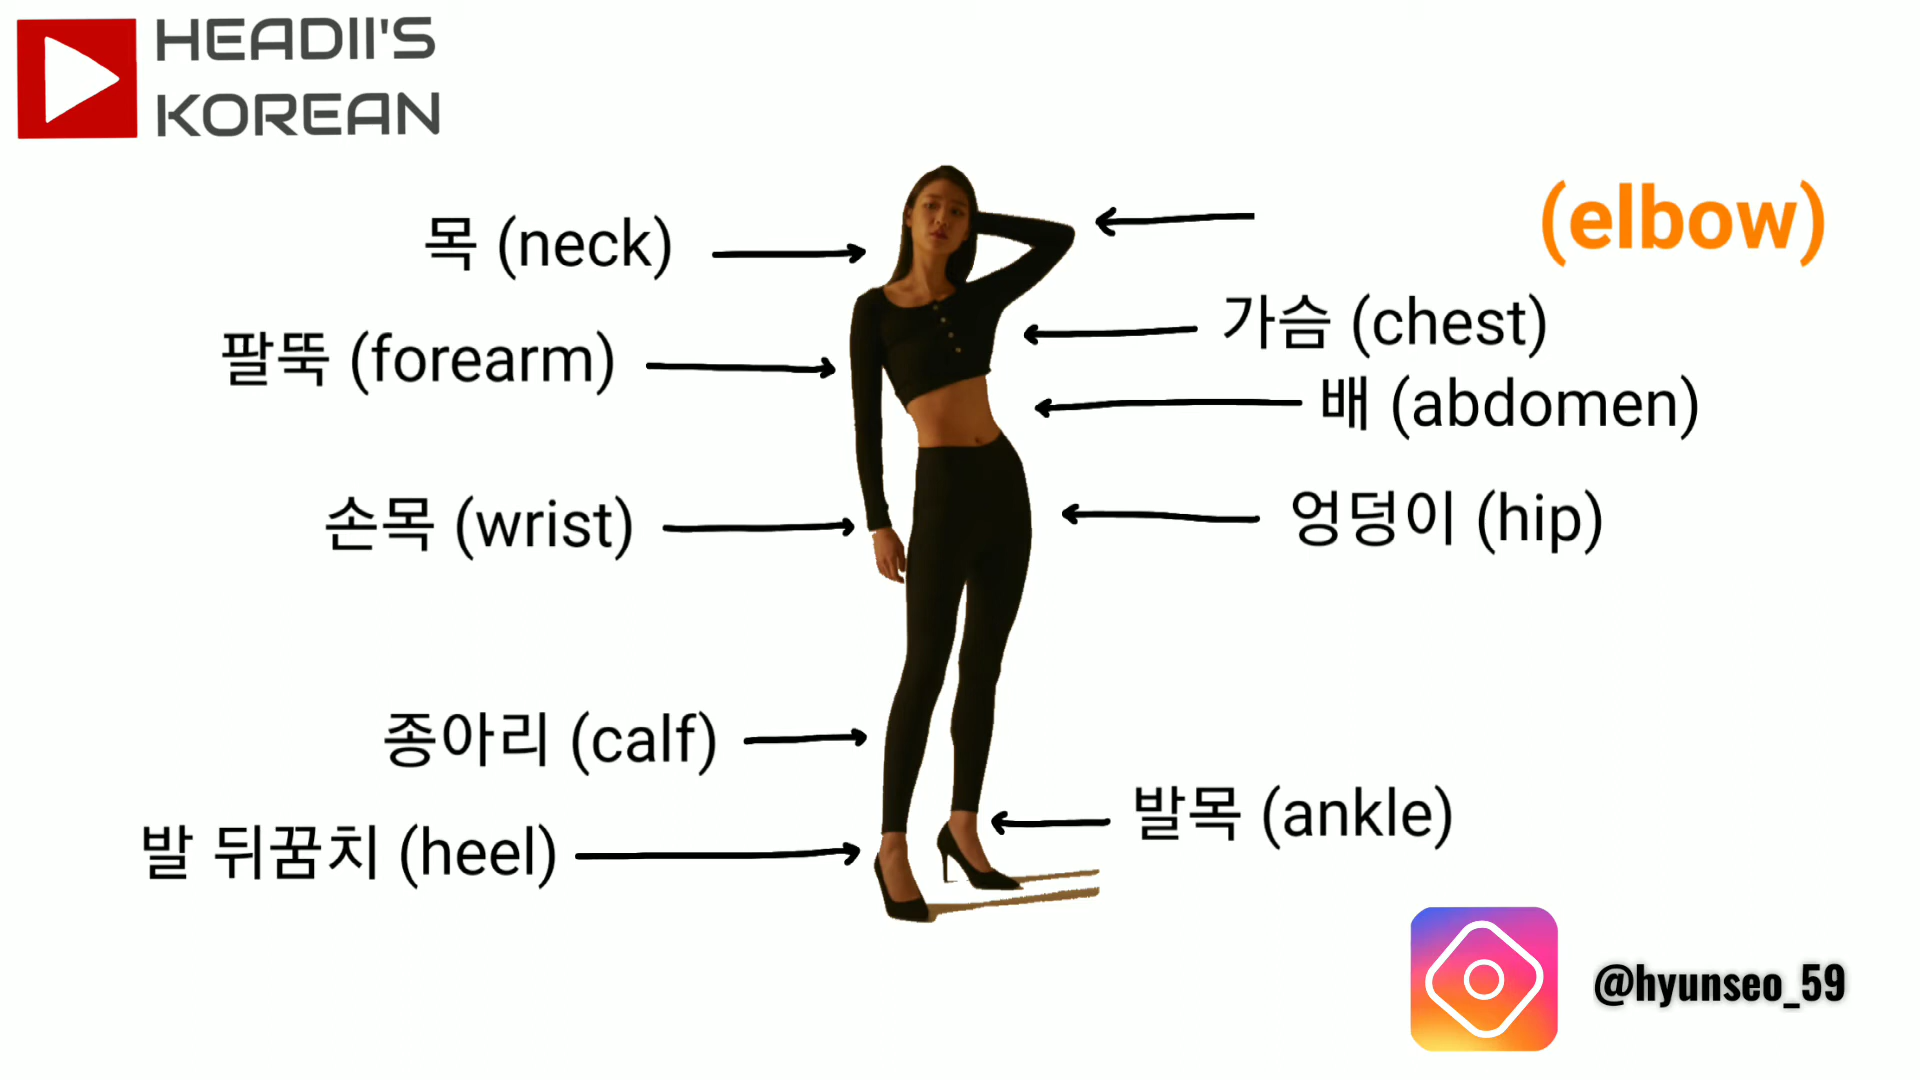 HEADII'S
KOREAN
(elbow)
목 (neck)
가슴 (chest)
팔뚝 (forearm)
배 (abdomen)
손목 (wrist)
엉덩이 (hip)
종아리 (calf)
발목 (ankle)
발 뒤꿈치 (heel)
@hyunseo_59